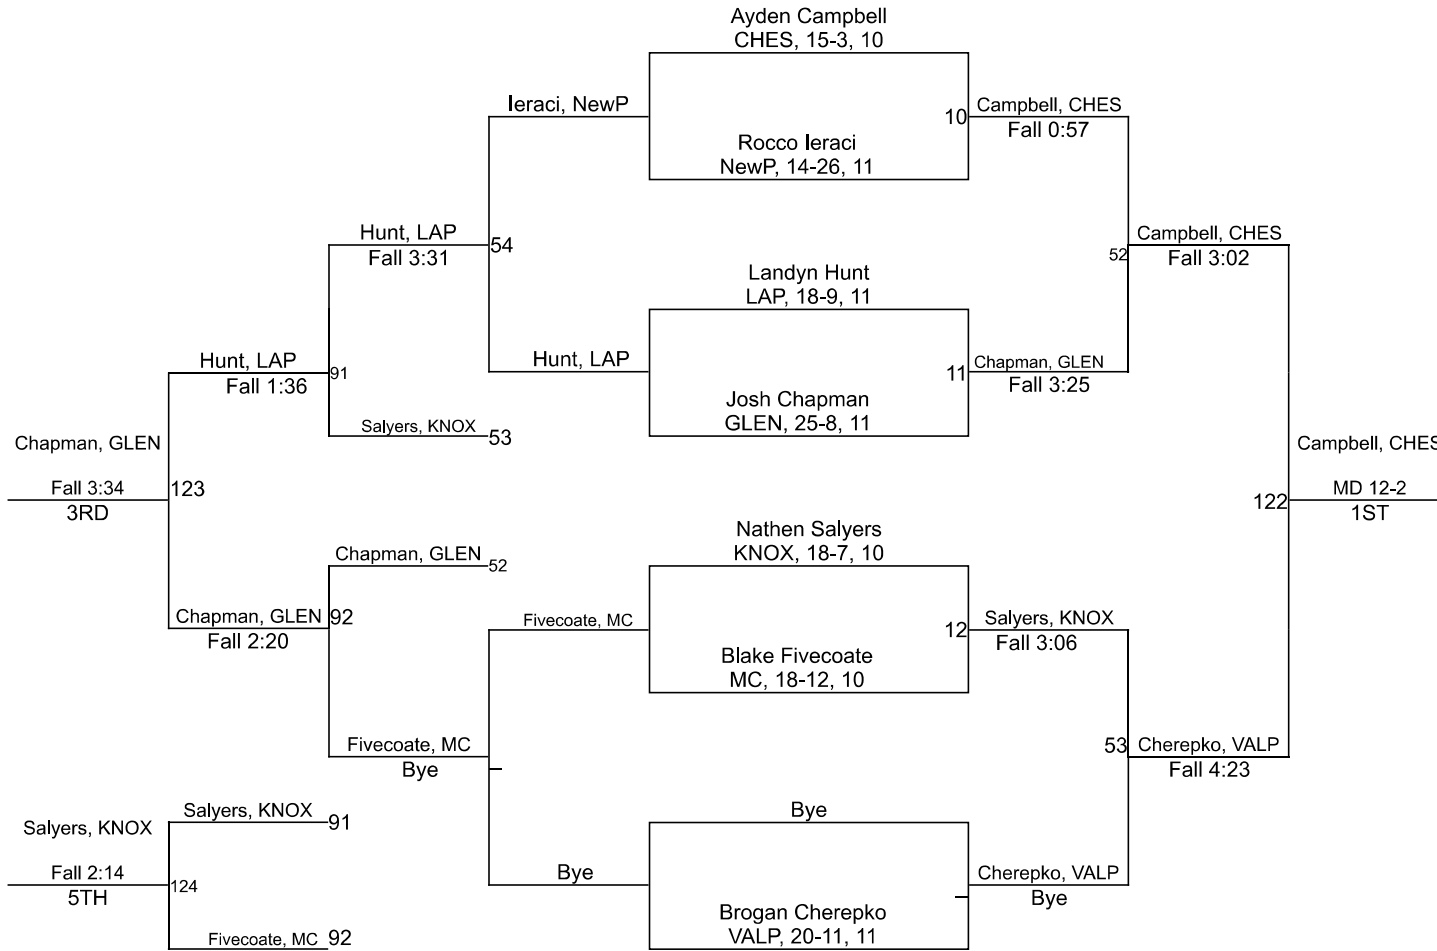 Ayden Campbell
CHES, 15-3, 10
Ieraci, NewP
10
Campbell, CHES
Fall 0:57
Rocco Ieraci
NewP, 14-26, 11
Hunt, LAP
Fall 3:31
54
52
Campbell, CHES
Fall 3:02
Landyn Hunt
LAP, 18-9, 11
Hunt, LAP
Fall 1:36
91
Hunt, LAP
11
Chapman, GLEN
Fall 3:25
Josh Chapman
GLEN, 25-8, 11
Salyers, KNOX
53
Chapman, GLEN
Fall 3:34
3RD
123
Campbell, CHES
122
MD 12-2
1ST
Nathen Salyers
KNOX, 18-7, 10
Chapman, GLEN
52
Chapman, GLEN
Fall 2:20
92
Fivecoate, MC
12
Salyers, KNOX
Fall 3:06
Blake Fivecoate
MC, 18-12, 10
Fivecoate, MC
Bye
53
Cherepko, VALP
Fall 4:23
Salyers, KNOX
91
Bye
Salyers, KNOX
Fall 2:14
5TH
124
Bye
Cherepko, VALP
Bye
Brogan Cherepko
VALP, 20-11, 11
Fivecoate, MC
92